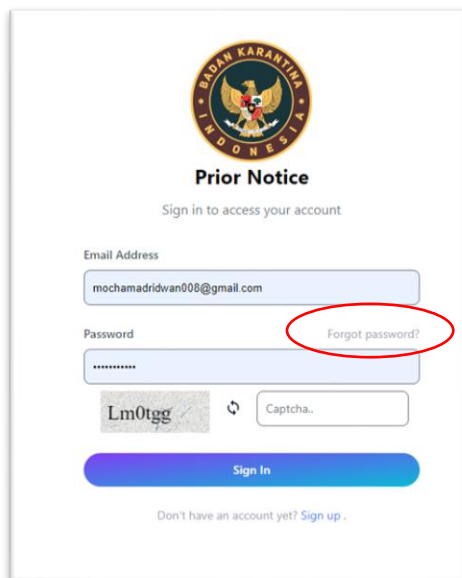 BADAN KARANTINA
INDONESIA
Prior Notice
Sign in to access your account
Email Address
mochamadridwan008@gmail.com
Password Forgot password?
•••••••••••
Lm0tgg Captcha..
Sign In
Don't have an account yet? Sign up .